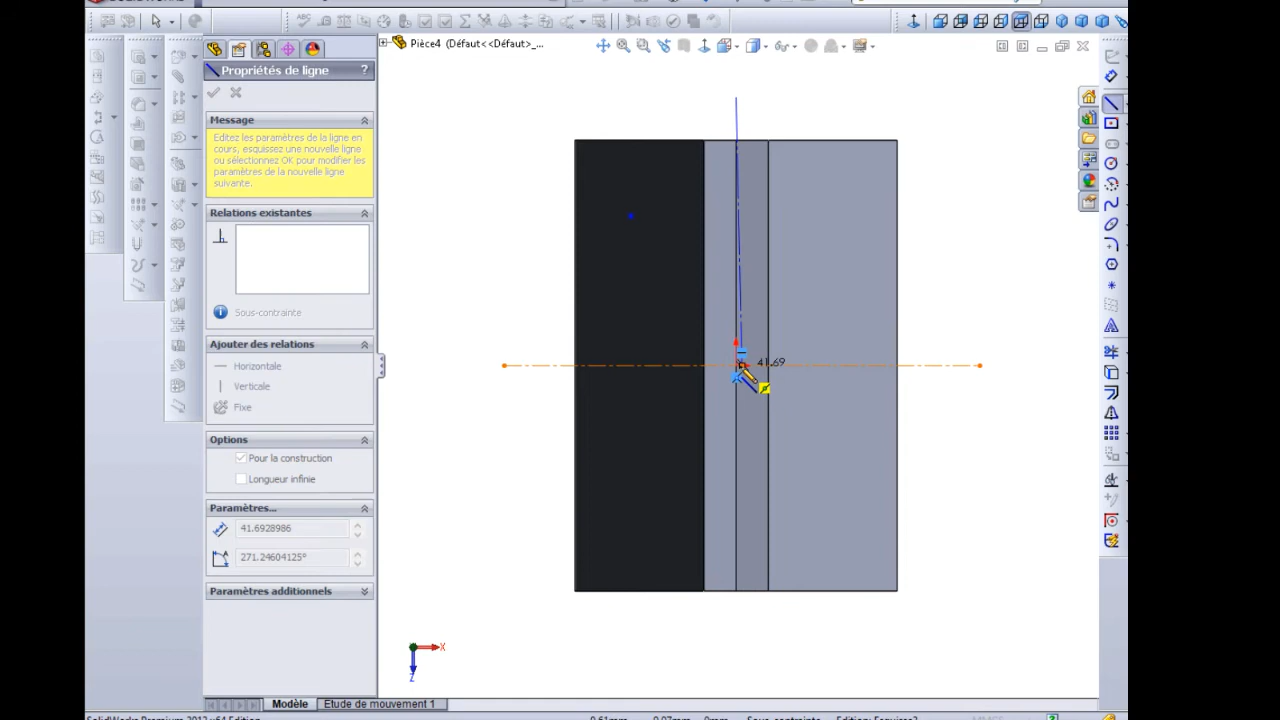 Pièce4 (Défaut<<Défaut>_...
Propriétés de ligne
?
Message
Editez les paramètres de la ligne en
cours, esquissez une nouvelle ligne
ou sélectionnez OK pour modifier les
paramètres de la nouvelle ligne
suivante.
Relations existantes
Sous-contrainte
Ajouter des relations
Horizontale
Verticale
Fixe
Options
Pour la construction
Longueur infinie
Paramètres...
41.6928986
271.24604125°
Paramètres additionnels
41.69
X
Z
Modèle
Etude de mouvement 1